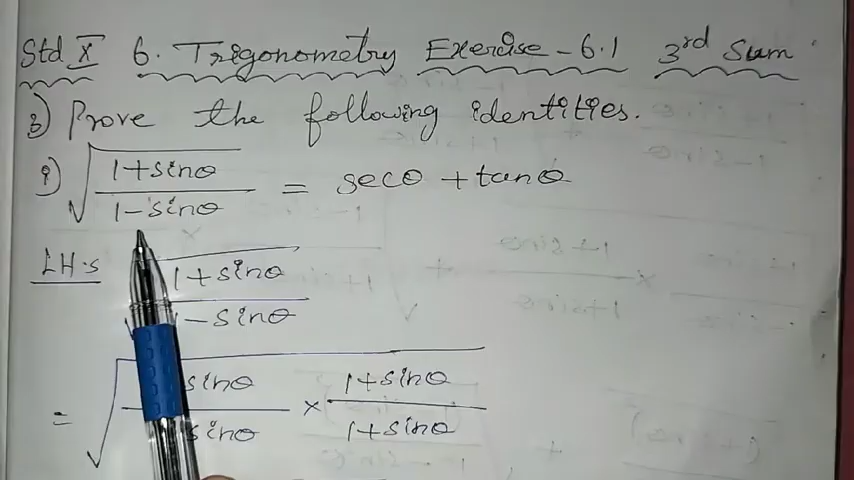 Std X 6. Trigonometry Exercise - 6.1 3rd Sum
3) Prove the following identities.
i) √(1+sinθ / 1-sinθ) = secθ + tanθ
LH.S 1+sinθ / -sinθ
= √(sinθ / sinθ × 1+sinθ / 1+sinθ)